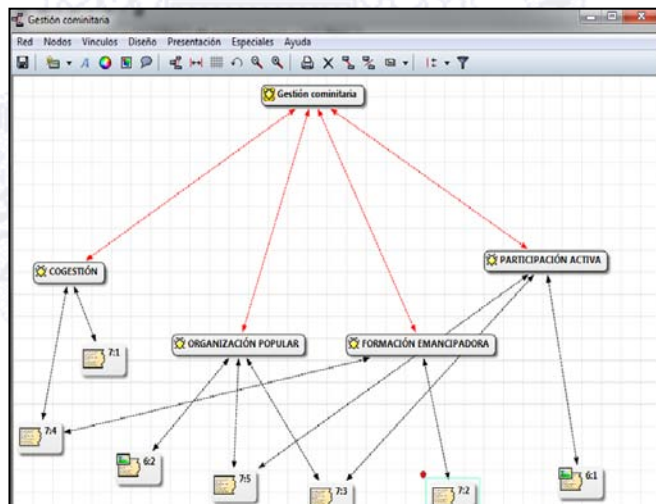 Gestión cominitaria
Red Nodos Vínculos Diseño Presentación Especiales Ayuda
Gestión cominitaria
COGESTIÓN
PARTICIPACIÓN ACTIVA
ORGANIZACIÓN POPULAR
FORMACIÓN EMANCIPADORA
7:1
7:4
6:2
7:5
7:3
7:2
6:1